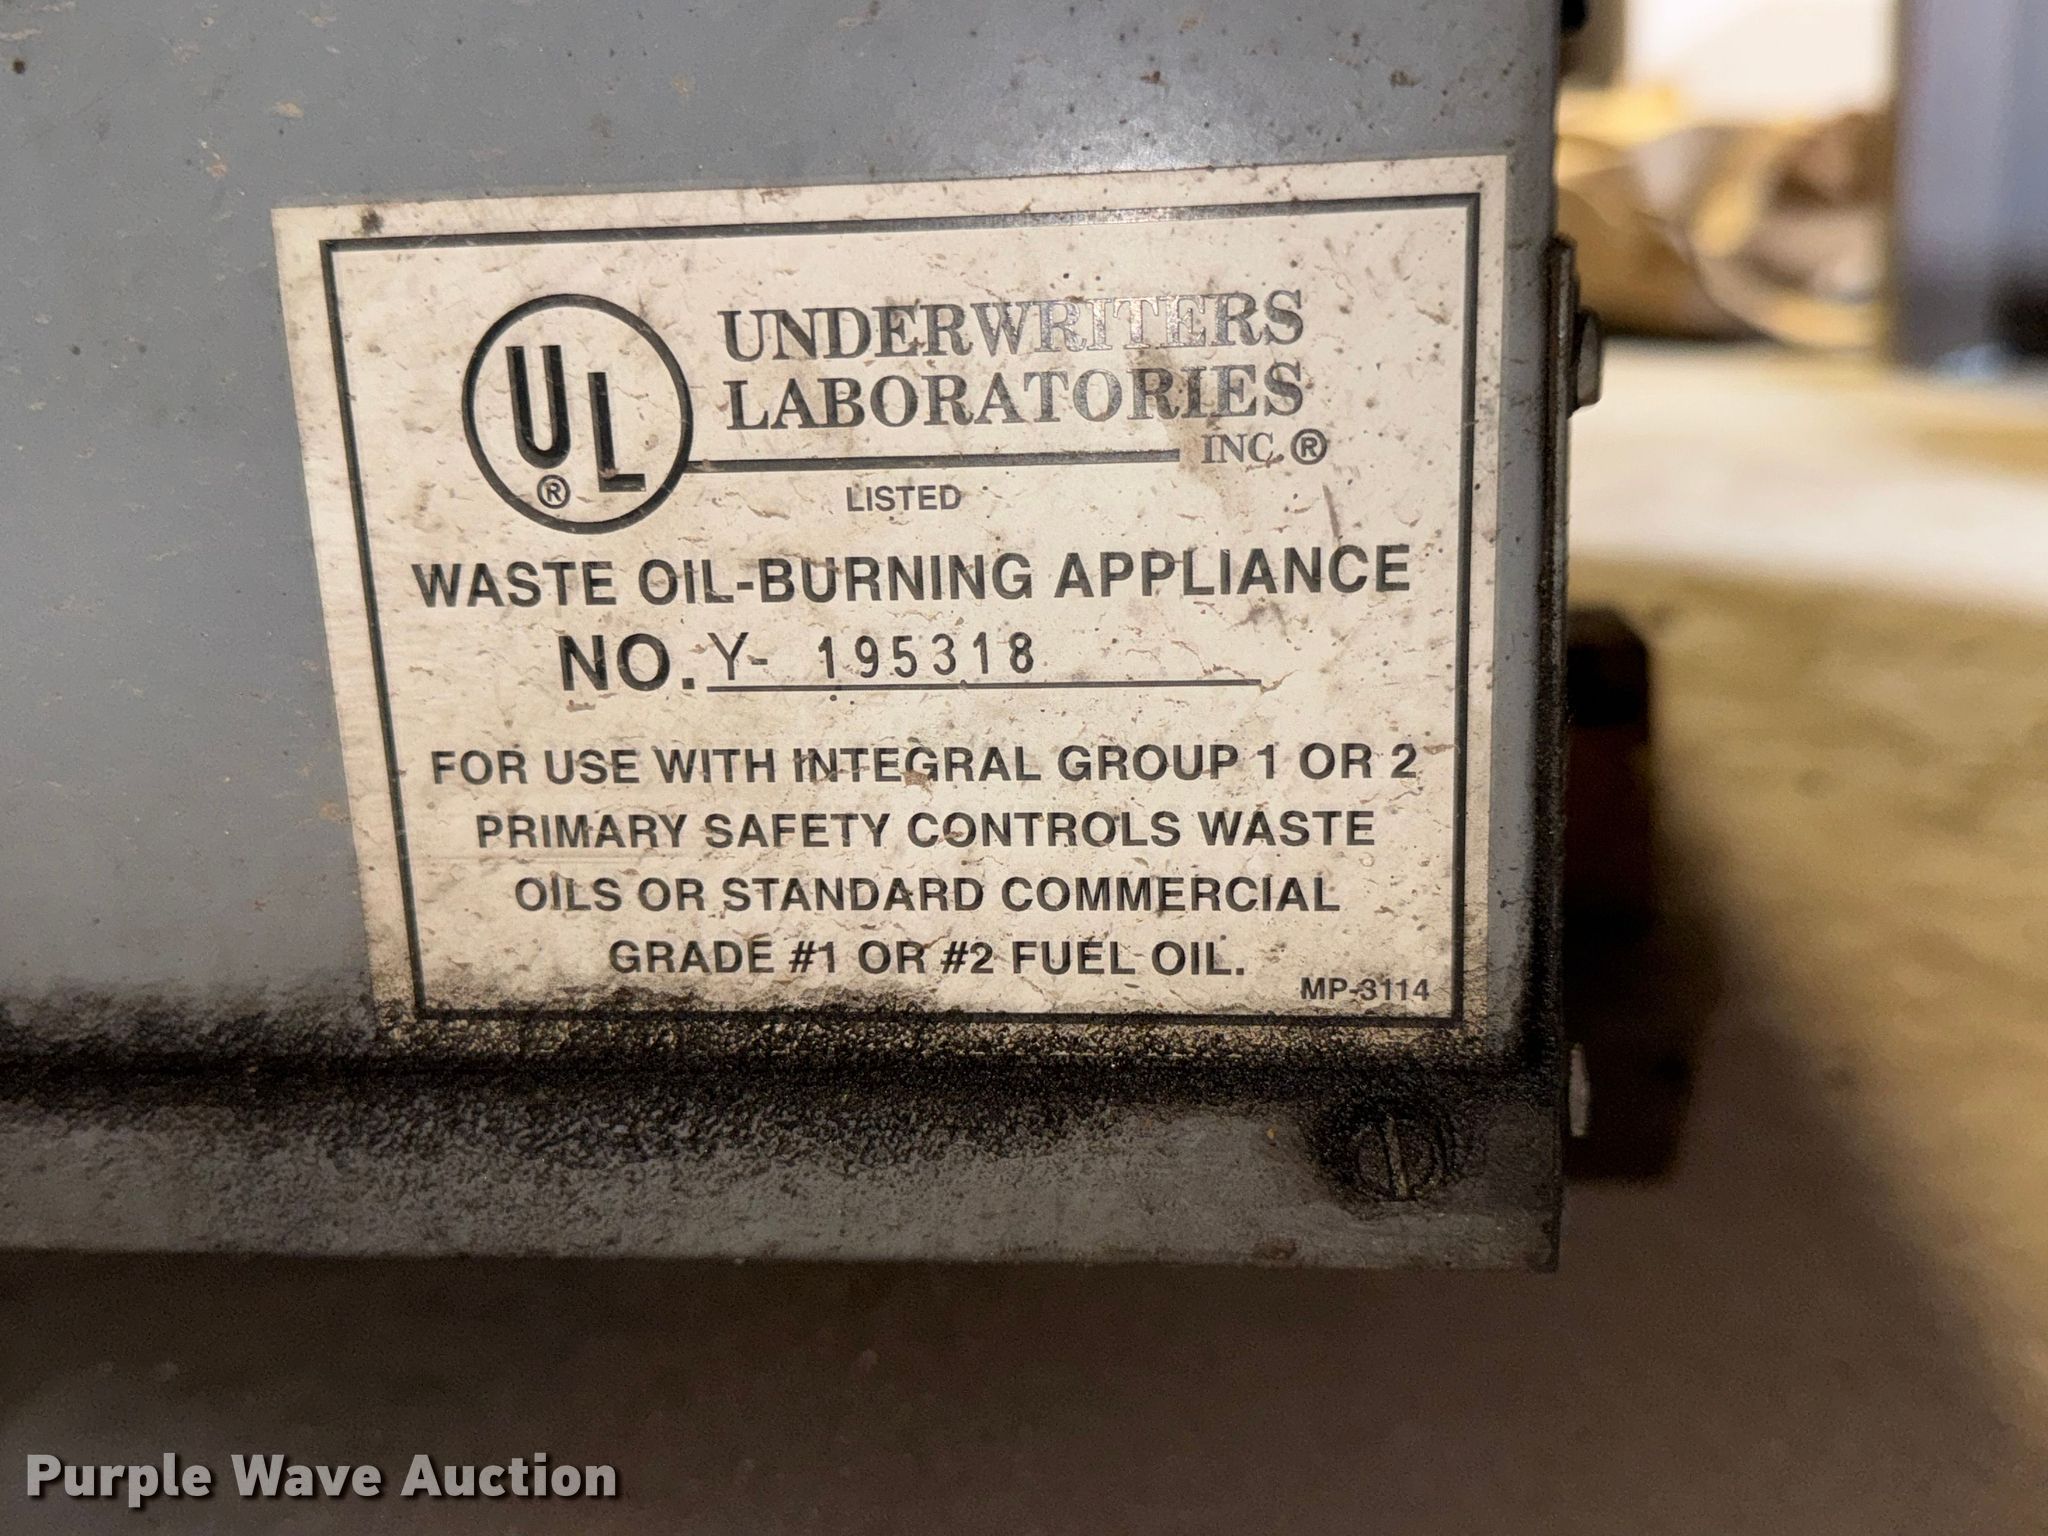 UL
®
UNDERWRITERS
LABORATORIES
INC.®
LISTED
WASTE OIL-BURNING APPLIANCE
NO. Y- 195318
FOR USE WITH INTEGRAL GROUP 1 OR 2
PRIMARY SAFETY CONTROLS WASTE
OILS OR STANDARD COMMERCIAL
GRADE #1 OR #2 FUEL OIL.
MP-3114
Purple Wave Auction